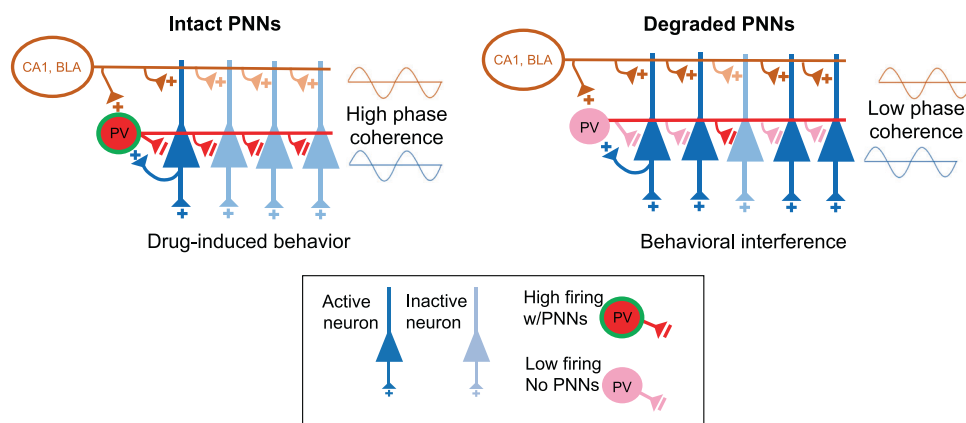 Intact PNNs
CA1, BLA
+
+
+
+
+
PV
+
High phase
coherence
+
+
+
+
Drug-induced behavior
Degraded PNNs
CA1, BLA
+
+
+
+
+
+
PV
+
Low phase
coherence
+
+
+
+
+
Behavioral interference
Active
neuron
+
Inactive
neuron
+
High firing
w/PNNs
PV
Low firing
No PNNs
PV